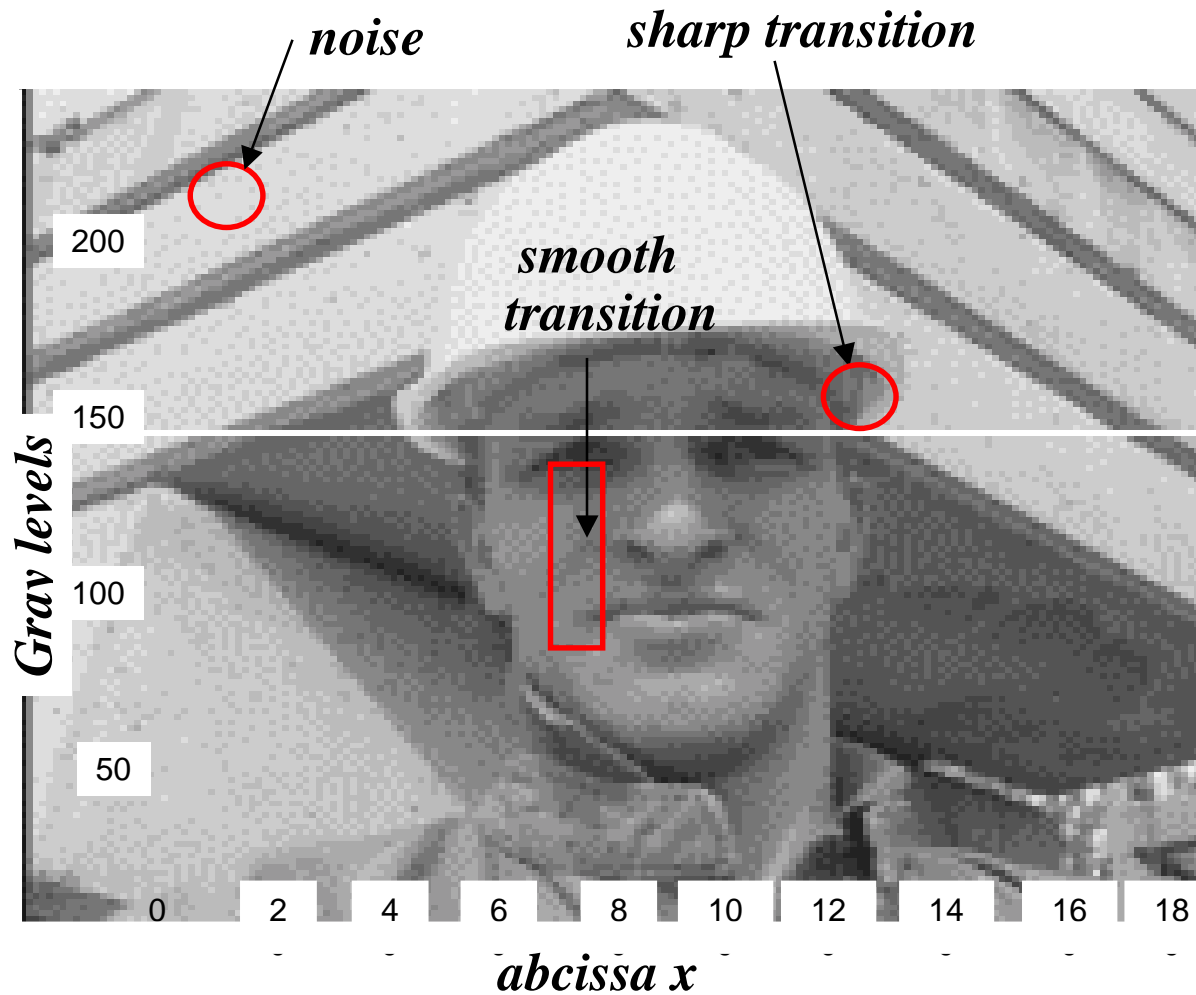 noise
sharp transition
smooth
transition
200
150
100
50
Gray levels
0 2 4 6 8 10 12 14 16 18
abcissa x